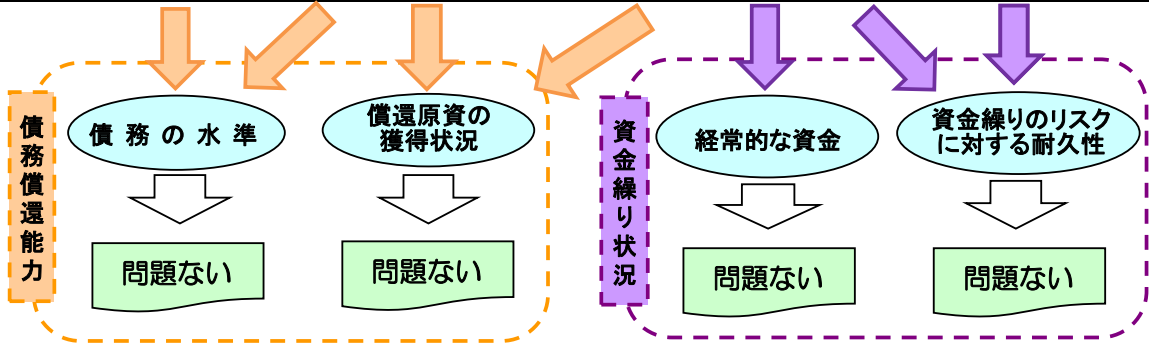 債務償還能力
債務の水準
償還原資の
獲得状況
問題ない
問題ない
資金繰り状況
経常的な資金
資金繰りのリスク
に対する耐久性
問題ない
問題ない